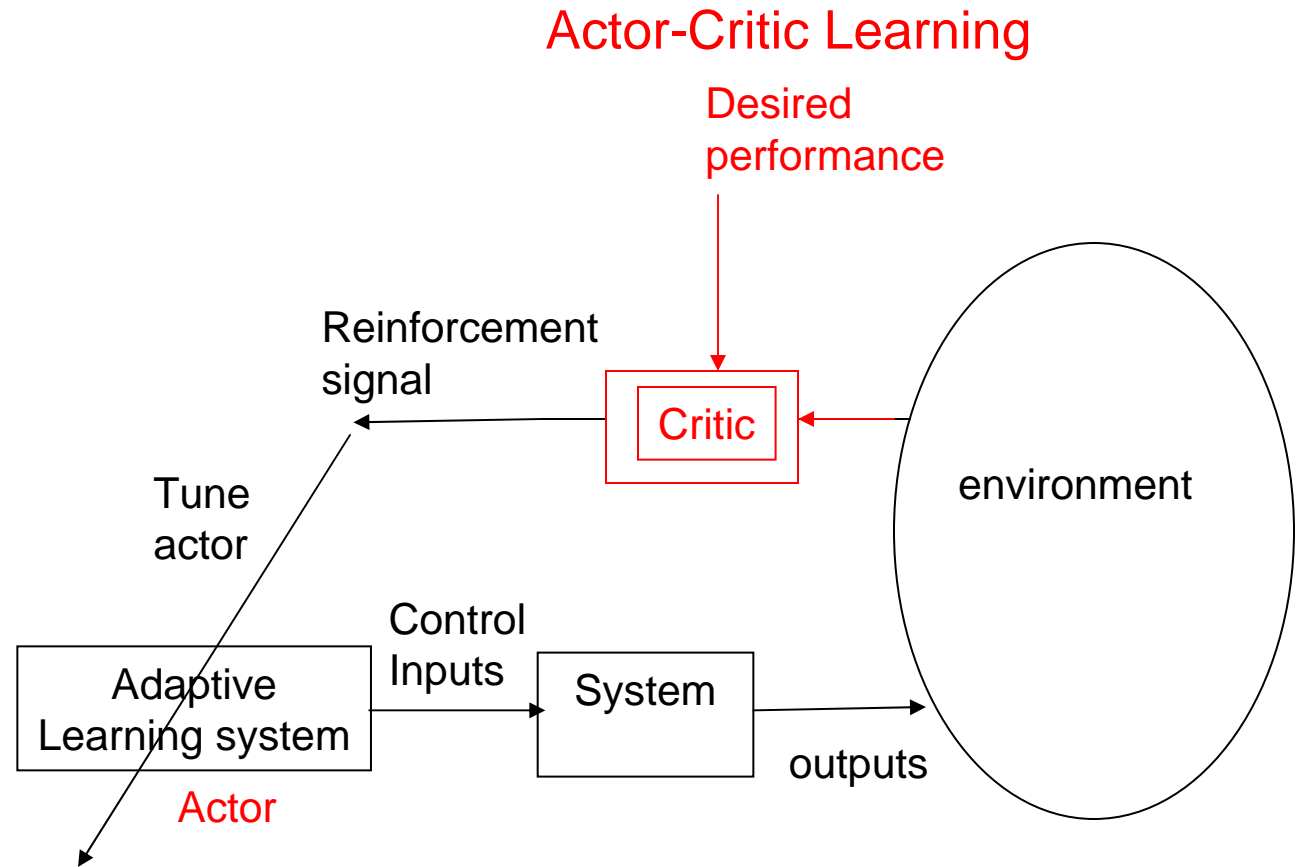 Actor-Critic Learning
Desired
performance
Reinforcement
signal
Critic
environment
Tune
actor
Control
Inputs
Adaptive
Learning system
System
outputs
Actor